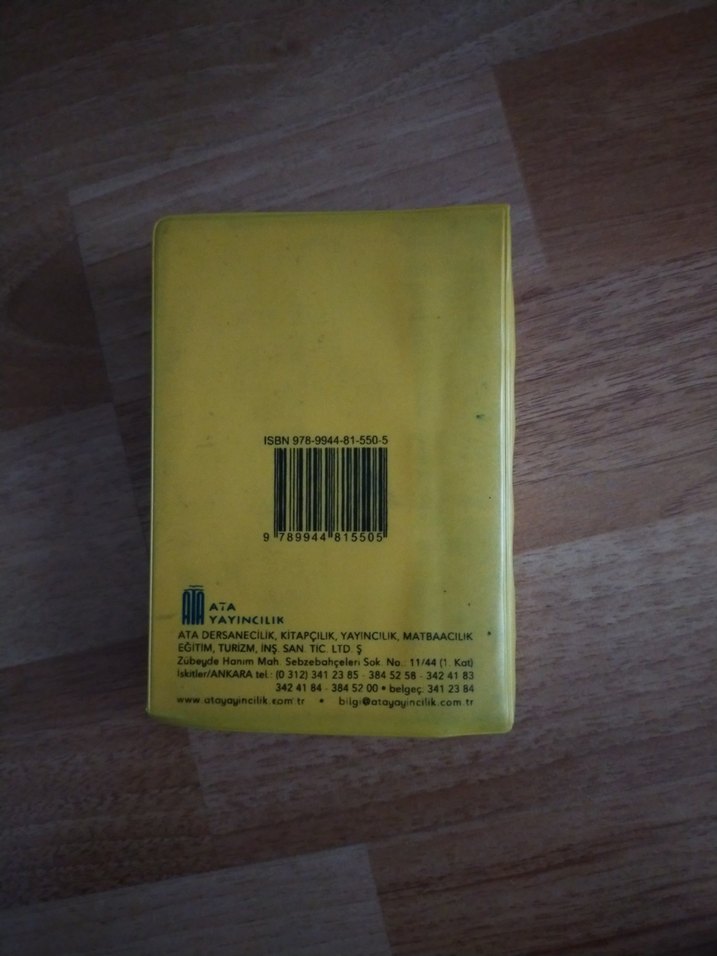 ISBN 978-9944-81-550-5
9 789944 815505
ATA
ATA
YAYINCILIK
ATA DERSANECİLİK, KİTAPÇILIK, YAYINCILIK, MATBAACILIK
EĞİTİM, TURİZM, İNŞ. SAN. TİC. LTD. Ş
Zübeyde Hanım Mah. Sebzebahçeleri Sok. No.: 11/44 (1. Kat)
İskitler/ANKARA tel.: (0 312) 341 23 85 - 384 52 58 - 342 41 83
342 41 84 - 384 52 00 • belgeç: 341 23 84
www.atayayincilik.com.tr • bilgi@atayayincilik.com.tr